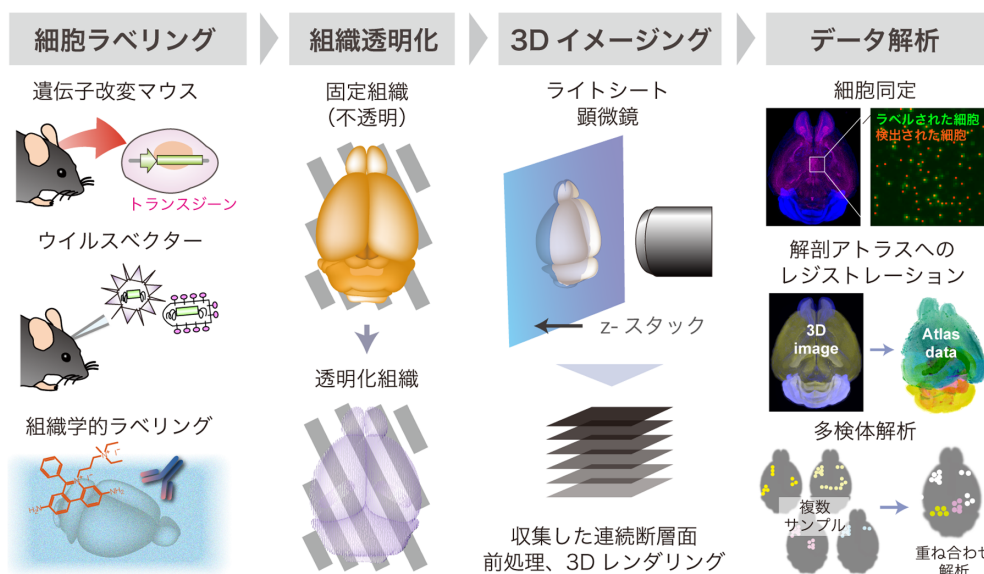 細胞ラベリング
組織透明化
3D イメージング
データ解析
遺伝子改変マウス
トランスジーン
ウイルスベクター
組織学的ラベリング
H₂N
NH₂
N⁺
I⁻
N⁺
I⁻
固定組織
（不透明）
透明化組織
ライトシート
顕微鏡
z- スタック
収集した連続断層面
前処理、3D レンダリング
細胞同定
ラベルされた細胞
検出された細胞
解剖アトラスへの
レジストレーション
3D
image
Atlas
data
多検体解析
複数
サンプル
重ね合わせ
解析